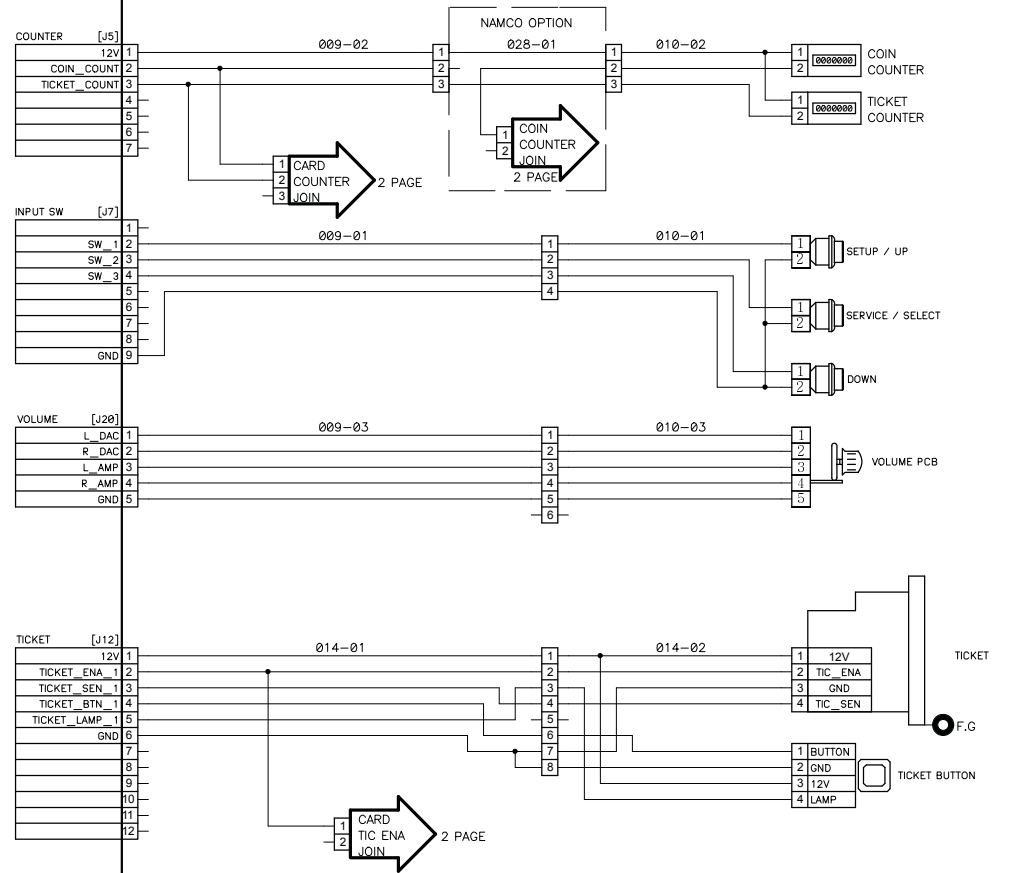 NAMCO OPTION
COUNTER [J5]
009-02 028-01 010-02
12V 1 1 1 1 0000000 COIN
COIN_COUNT 2 2 2 2 COUNTER
TICKET_COUNT 3 3 3
4 1 0000000 TICKET
5 2 COUNTER
6
7
1 COIN
2 COUNTER
JOIN
2 PAGE
1 CARD
2 COUNTER
3 JOIN
2 PAGE
INPUT SW [J7]
009-01 010-01
1
SW_1 2 1 1 SETUP / UP
SW_2 3 2 2
SW_3 4 3
5 4
6 1 SERVICE / SELECT
7 2
8
GND 9
1 DOWN
2
VOLUME [J20]
009-03 010-03
L_DAC 1 1 1
R_DAC 2 2 2
L_AMP 3 3 3 VOLUME PCB
R_AMP 4 4 4
GND 5 5 5
6
TICKET [J12]
014-01 014-02
12V 1 1 1 12V TICKET
TICKET_ENA_1 2 2 2 TIC_ENA
TICKET_SEN_1 3 3 3 GND
TICKET_BTN_1 4 4 4 TIC_SEN
TICKET_LAMP_1 5 5 F.G
GND 6 6
7 7 1 BUTTON
8 8 2 GND TICKET BUTTON
9 3 12V
10 4 LAMP
11
12
1 CARD
2 TIC ENA
JOIN
2 PAGE